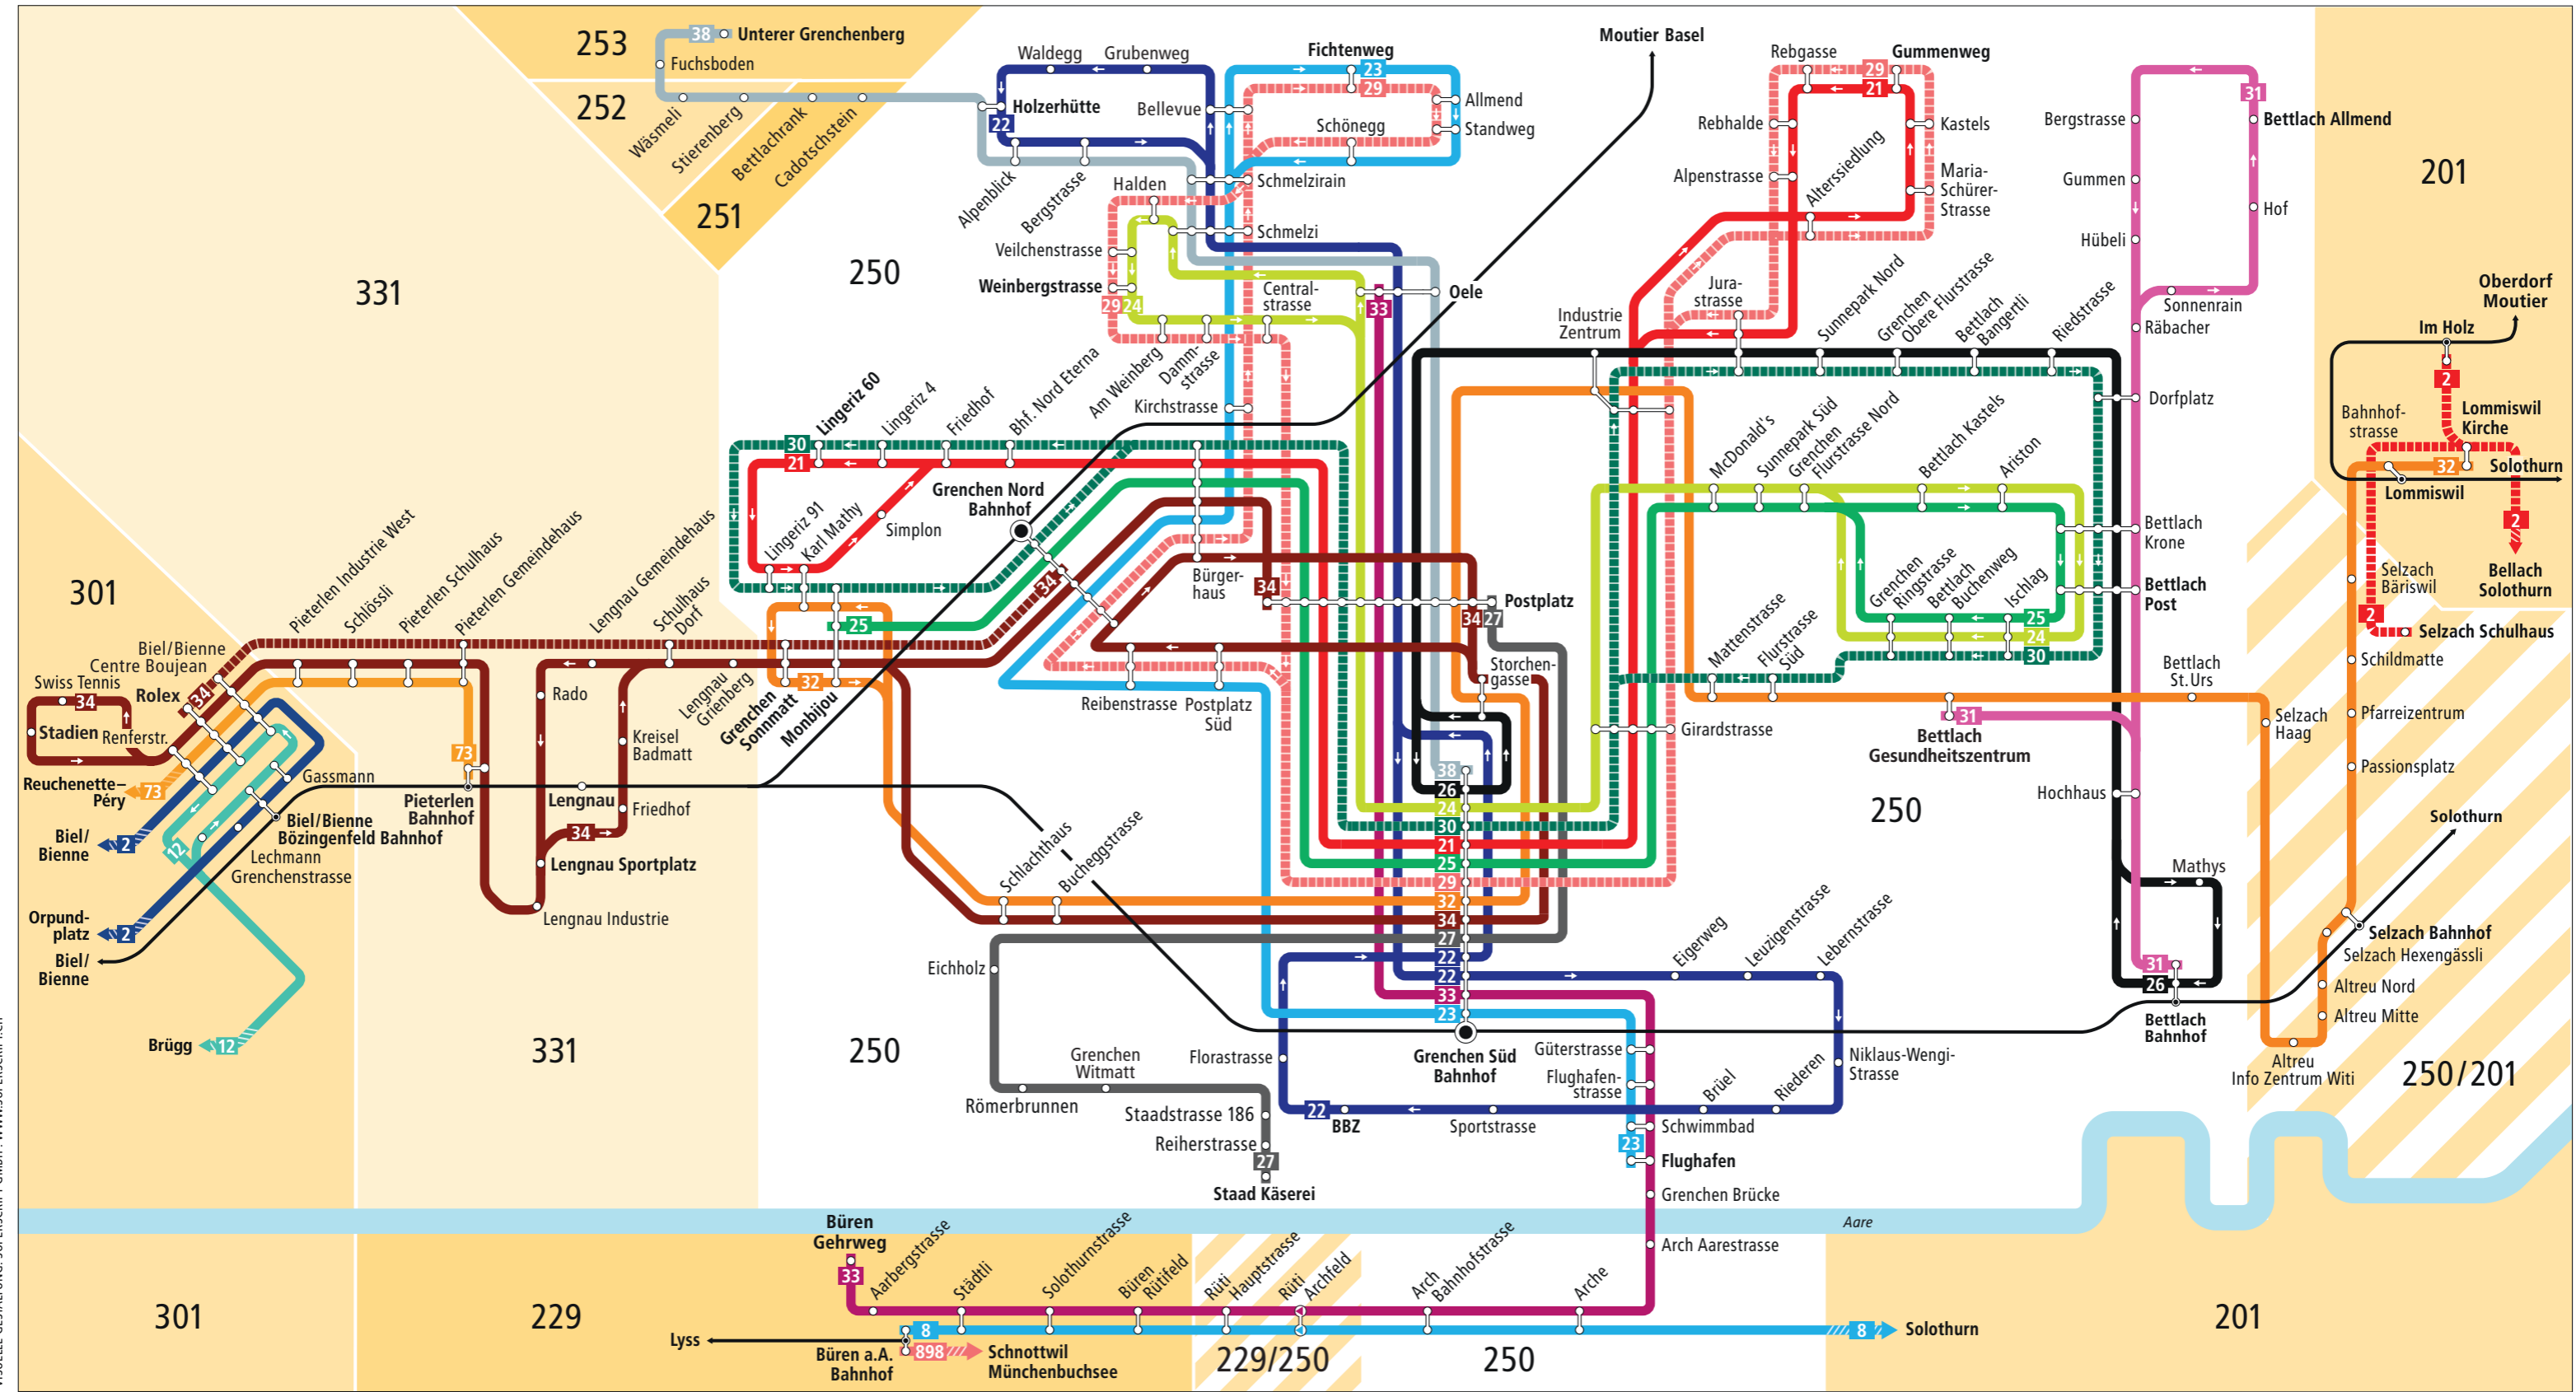 253
38
Unterer Grenchenberg
Fuchsboden
252
Wäsmeli
Stierenberg
Bettlachrank
Cadotschstein
251
331
250
Waldegg
Grubenweg
Holzerhütte
22
Bellevue
Alpenblick
Bergstrasse
Fichtenweg
23
29
Allmend
Standweg
Schönegg
Schmelzirain
Halden
Schmelzi
Veilchenstrasse
Weinbergstrasse
29
24
Central-
strasse
33
Oele
Am Weinberg
Damm-
strasse
Kirchstrasse
Moutier Basel
Rebgasse
Gummenweg
29
21
Rebhalde
Kastels
Alpenstrasse
Alterssiedlung
Maria-
Schürer-
Strasse
Jura-
strasse
Industrie
Zentrum
Sunnepark Nord
Grenchen
Obere Flurstrasse
Bettlach
Bangertli
Riedstrasse
31
Bettlach Allmend
Bergstrasse
Gummen
Hof
Hübeli
Sonnenrain
Räbacher
Dorfplatz
201
Oberdorf
Moutier
Im Holz
2
Bahnhof-
strasse
Lommiswil
Kirche
32
Solothurn
Lommiswil
2
Bellach
Solothurn
Selzach
Bäriswil
2
Selzach Schulhaus
Schildmatte
Pfarreizentrum
Passionsplatz
Lingeriz 60
Lingeriz 4
Friedhof
Bhf. Nord Eterna
30
21
Grenchen Nord
Bahnhof
Lingeriz 91
Karl Mathy
Simplon
25
34
Bürger-
haus
34
Postplatz
34
27
Storchen-
gasse
Reibenstrasse
Postplatz
Süd
McDonald's
Sunnepark Süd
Grenchen
Flurstrasse Nord
Bettlach Kastels
Ariston
Bettlach
Krone
Grenchen
Ringstrasse
Bettlach
Buchenweg
Ischlag
25
24
30
Bettlach
Post
Mattenstrasse
Flurstrasse
Süd
Girardstrasse
31
Bettlach
Gesundheitszentrum
Bettlach
St.Urs
Selzach
Haag
Hochhaus
250
Mathys
31
26
Bettlach
Bahnhof
Solothurn
Selzach Bahnhof
Selzach Hexengässli
Altreu Nord
Altreu Mitte
Altreu
Info Zentrum Witi
250/201
301
Pieterlen Industrie West
Schlössli
Pieterlen Schulhaus
Pieterlen Gemeindehaus
Lengnau Gemeindehaus
Schulhaus
Dorf
Biel/Bienne
Centre Boujean
Swiss Tennis
34
Rolex
34
Stadien
Renferstr.
Reuchenette–
Péry
73
Biel/
Bienne
2
12
Gassmann
Biel/Bienne
Bözingenfeld Bahnhof
Lechmann
Grenchenstrasse
Orpund-
platz
2
Biel/
Bienne
Brügg
12
73
Pieterlen
Bahnhof
Rado
Lengnau
Grienberg
Grenchen
Sonnmatt
32
Monbijou
Kreisel
Badmatt
Lengnau
Friedhof
34
Lengnau Sportplatz
Lengnau Industrie
331
250
Schlachthaus
Bucheggstrasse
38
26
24
30
21
25
29
32
34
27
22
22
33
23
Grenchen Süd
Bahnhof
Eichholz
Grenchen
Witmatt
Römerbrunnen
Staadstrasse 186
Reiherstrasse
27
Staad Käserei
Florastrasse
22
BBZ
Sportstrasse
Brüel
Riederen
Eigerweg
Leuzigenstrasse
Lebernstrasse
Niklaus-Wengi-
Strasse
Güterstrasse
Flughafen-
strasse
Schwimmbad
23
Flughafen
Grenchen Brücke
Aare
Arch Aarestrasse
301
229
Büren
Gehrweg
33
Aarbergstrasse
Städtli
Solothurnstrasse
Büren
Rütifeld
Rüti
Hauptstrasse
Rüti
Archfeld
Arch
Bahnhofstrasse
Arche
Lyss
8
898
Büren a.A.
Bahnhof
Schnottwil
Münchenbuchsee
229/250
250
8
Solothurn
201